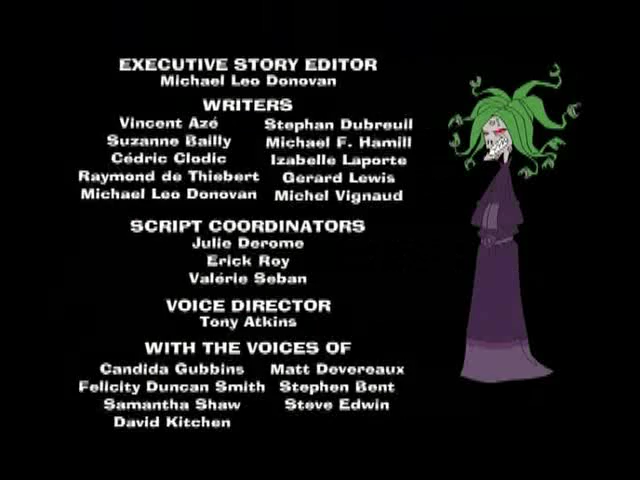 EXECUTIVE STORY EDITOR
Michael Leo Donovan
WRITERS
Vincent Azé Stephan Dubreuil
Suzanne Bailly Michael F. Hamill
Cédric Clodic Izabelle Laporte
Raymond de Thiebert Gerard Lewis
Michael Leo Donovan Michel Vignaud
SCRIPT COORDINATORS
Julie Derome
Erick Roy
Valérie Seban
VOICE DIRECTOR
Tony Atkins
WITH THE VOICES OF
Candida Gubbins Matt Devereaux
Felicity Duncan Smith Stephen Bent
Samantha Shaw Steve Edwin
David Kitchen